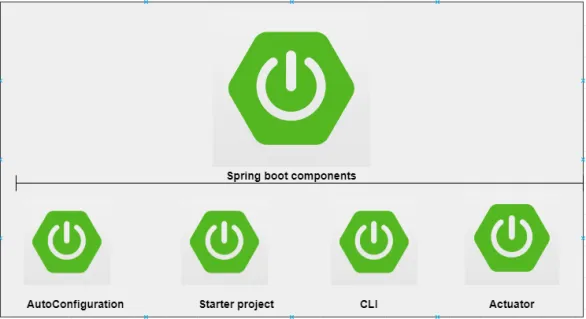 Spring boot components
AutoConfiguration
Starter project
CLI
Actuator